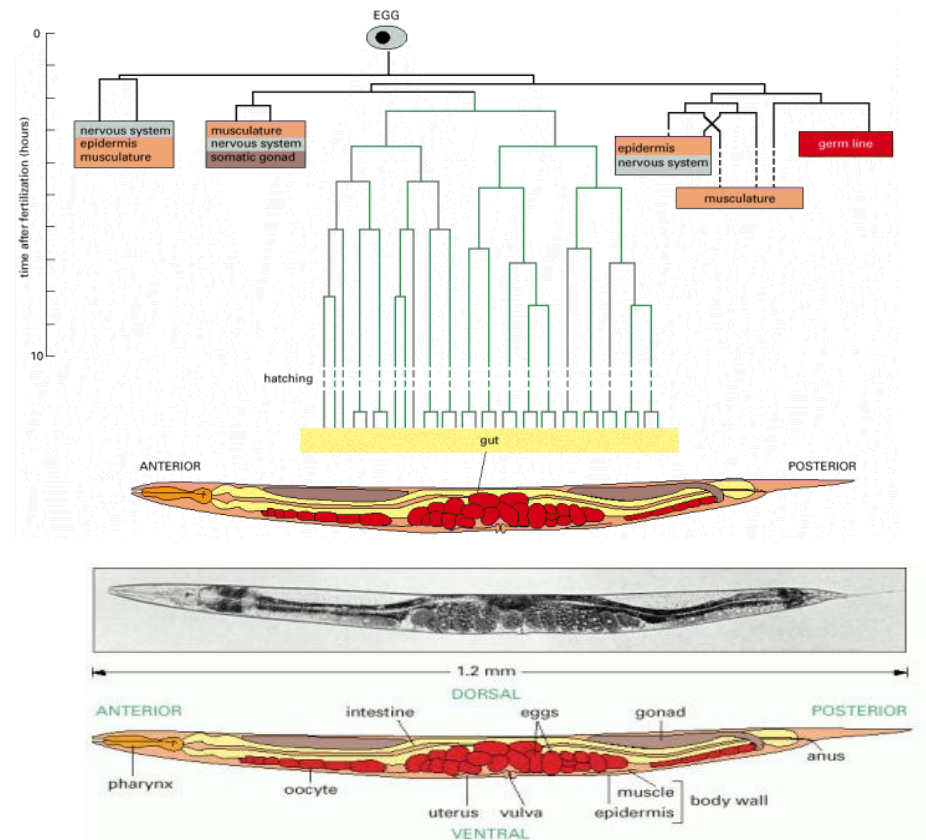 EGG
0
nervous system
epidermis
musculature
musculature
nervous system
somatic gonad
epidermis
nervous system
germ line
musculature
time after fertilization (hours)
10
hatching
gut
ANTERIOR
POSTERIOR
1.2 mm
DORSAL
ANTERIOR
intestine
eggs
gonad
POSTERIOR
pharynx
oocyte
uterus
vulva
muscle
epidermis
body wall
anus
VENTRAL